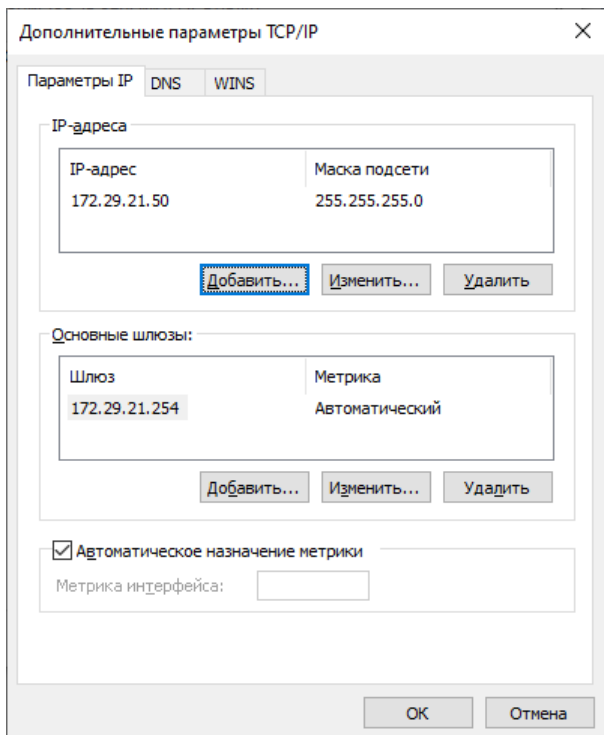 Дополнительные параметры TCP/IP
Параметры IP DNS WINS
IP-адреса
IP-адрес Маска подсети
172.29.21.50 255.255.255.0
Добавить... Изменить... Удалить
Основные шлюзы:
Шлюз Метрика
172.29.21.254 Автоматический
Добавить... Изменить... Удалить
Автоматическое назначение метрики
Метрика интерфейса:
OK Отмена